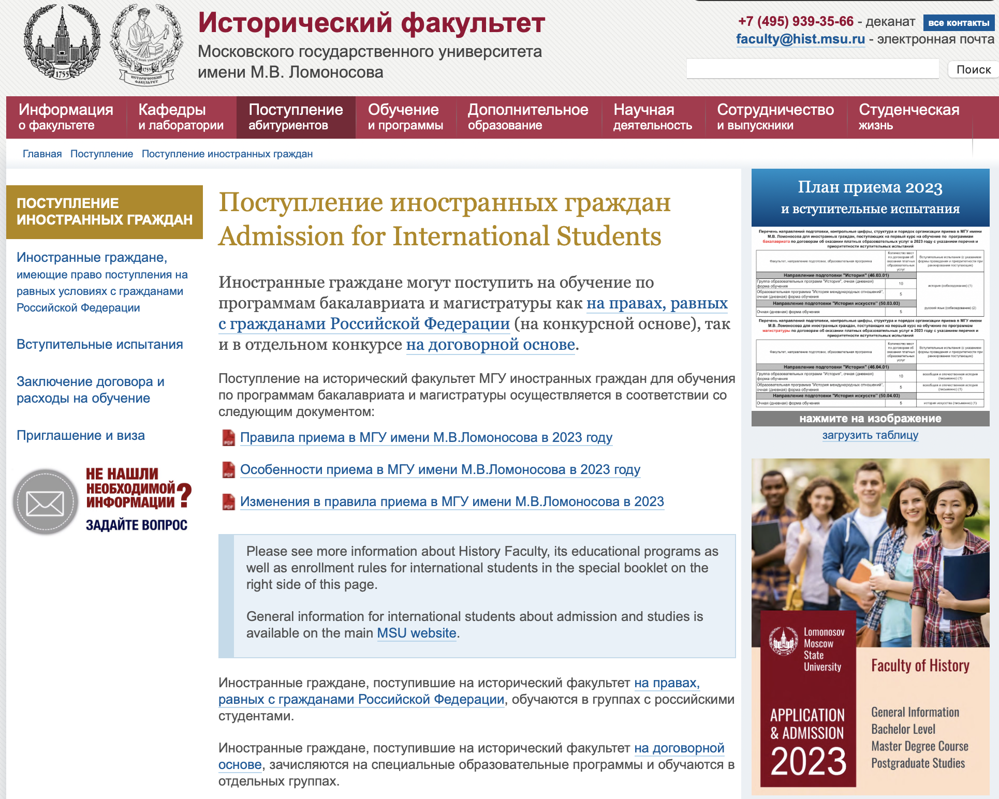 1755
МОСКОВСКИЙ УНИВЕРСИТЕТ
1755
ИСТОРИЧЕСКИЙ
ФАКУЛЬТЕТ
Исторический факультет
Московского государственного университета
имени М.В. Ломоносова
+7 (495) 939-35-66 - деканат
все контакты
faculty@hist.msu.ru - электронная почта
Поиск
Информация
о факультете
Кафедры
и лаборатории
Поступление
абитуриентов
Обучение
и программы
Дополнительное
образование
Научная
деятельность
Сотрудничество
и выпускники
Студенческая
жизнь
Главная Поступление Поступление иностранных граждан
ПОСТУПЛЕНИЕ
ИНОСТРАННЫХ ГРАЖДАН
Иностранные граждане,
имеющие право поступления на
равных условиях с гражданами
Российской Федерации
Вступительные испытания
Заключение договора и
расходы на обучение
Приглашение и виза
НЕ НАШЛИ
НЕОБХОДИМОЙ
ИНФОРМАЦИИ?
ЗАДАЙТЕ ВОПРОС
Поступление иностранных граждан
Admission for International Students
Иностранные граждане могут поступить на обучение по
программам бакалавриата и магистратуры как на правах, равных
с гражданами Российской Федерации (на конкурсной основе), так
и в отдельном конкурсе на договорной основе.
Поступление на исторический факультет МГУ иностранных граждан для обучения
по программам бакалавриата и магистратуры осуществляется в соответствии со
следующим документом:
PDF Правила приема в МГУ имени М.В.Ломоносова в 2023 году
PDF Особенности приема в МГУ имени М.В.Ломоносова в 2023 году
PDF Изменения в правила приема в МГУ имени М.В.Ломоносова в 2023
Please see more information about History Faculty, its educational programs as
well as enrollment rules for international students in the special booklet on the
right side of this page.
General information for international students about admission and studies is
available on the main MSU website.
Иностранные граждане, поступившие на исторический факультет на правах,
равных с гражданами Российской Федерации, обучаются в группах с российскими
студентами.
Иностранные граждане, поступившие на исторический факультет на договорной
основе, зачисляются на специальные образовательные программы и обучаются в
отдельных группах.
План приема 2023
и вступительные испытания
Перечень направлений подготовки, контрольные цифры, структура и порядок организации приема в МГУ имени
М.В. Ломоносова для иностранных граждан, поступающих на первый курс на обучение по программам
бакалавриата по договорам об оказании платных образовательных услуг в 2023 году с указанием перечня и
приоритетности вступительных испытаний
Факультет, направление подготовки, образовательная программа
Количество мест
по договорам об
оказании платных
образовательных
услуг
Вступительные испытания (с указанием
формы проведения и приоритетности при
ранжировании поступающих)
Направление подготовки "История" (46.03.01)
Группа образовательных программ "История", очная (дневная)
форма обучения
10
история (собеседование) (1)
Образовательная программа "История международных отношений",
очная (дневная) форма обучения
5
Направление подготовки "История искусств" (50.03.03)
русский язык (собеседование) (2)
Очная (дневная) форма обучения
5
Перечень направлений подготовки, контрольные цифры, структура и порядок организации приема в МГУ имени
М.В. Ломоносова для иностранных граждан, поступающих на первый курс на обучение по программам
магистратуры по договорам об оказании платных образовательных услуг в 2023 году с указанием перечня и
приоритетности вступительных испытаний
Факультет, направление подготовки, образовательная программа
Количество мест
по договорам об
оказании платных
образовательных
услуг
Вступительные испытания (с указанием
формы проведения и приоритетности при
ранжировании поступающих)
Направление подготовки "История" (46.04.01)
Группа образовательных программ "История", очная (дневная)
форма обучения
10
всеобщая и отечественная история
(письменно) (1)
Образовательная программа "История международных отношений",
очная (дневная) форма обучения
5
всеобщая и отечественная история
(письменно) (1)
Направление подготовки "История искусств" (50.04.03)
Очная (дневная) форма обучения
5
история искусства (письменно) (1)
нажмите на изображение
загрузить таблицу
Lomonosov
Moscow
State
University
APPLICATION
& ADMISSION
2023
Faculty of History
General Information
Bachelor Level
Master Degree Course
Postgraduate Studies